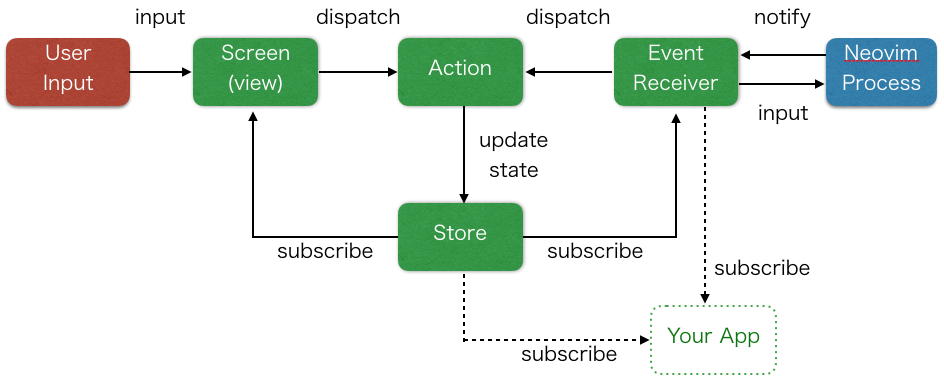 input
dispatch
dispatch
notify
User
Input
Screen
(view)
Action
Event
Receiver
Neovim
Process
input
update
state
Store
subscribe
subscribe
subscribe
Your App
subscribe